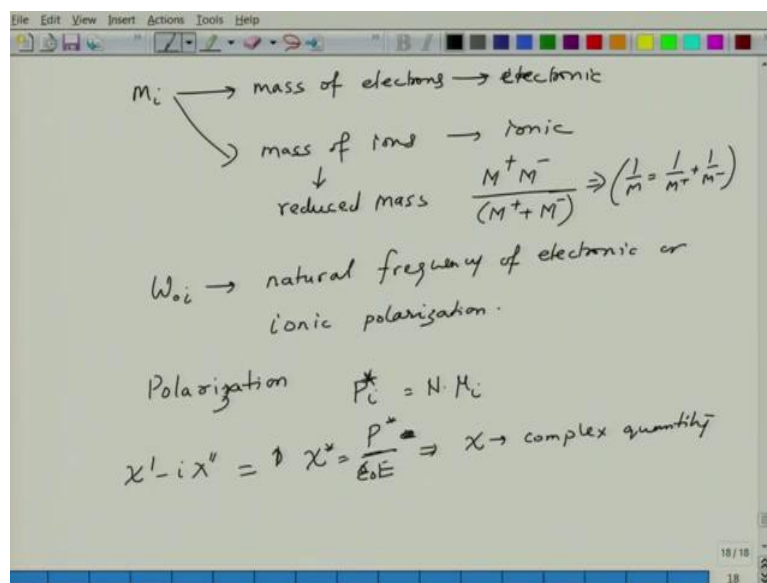 File Edit View Insert Actions Tools Help
mᵢ → mass of electrons → electronic
→ mass of ions → ionic
↓
reduced mass M⁺M⁻/(M⁺+M⁻) ⇒ (1/M = 1/M⁺ + 1/M⁻)
ω₀ᵢ → natural frequency of electronic or
ionic polarization.
Polarization Pᵢ* = N.μᵢ
χ' - iχ'' = χ* = P*/ε₀E ⇒ χ → complex quantity
18/18
18